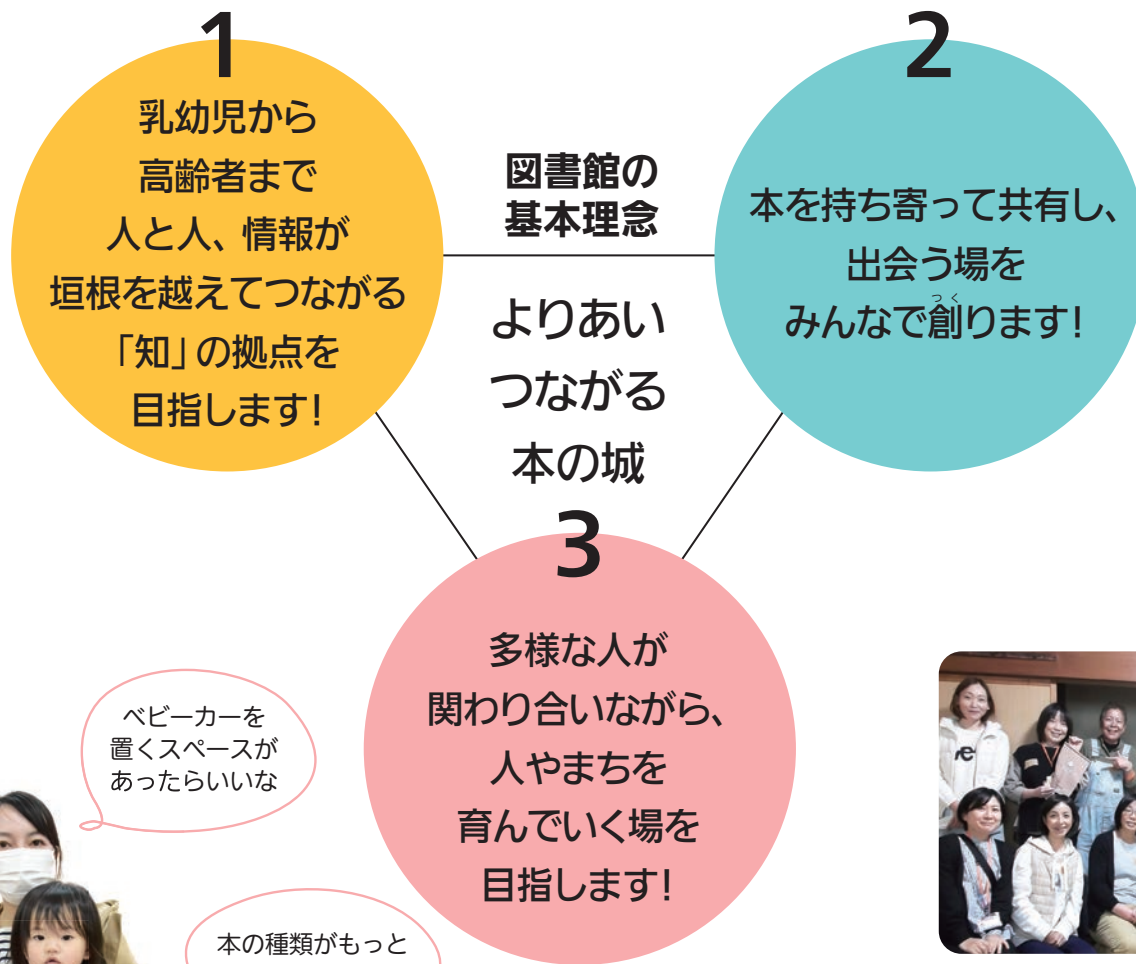 1
乳幼児から
高齢者まで
人と人、情報が
垣根を越えてつながる
「知」の拠点を
目指します!
図書館の
基本理念
よりあい
つながる
本の城
2
本を持ち寄って共有し、
出会う場を
つく
みんなで創ります!
3
多様な人が
関わり合いながら、
人やまちを
育んでいく場を
目指します!
ベビーカーを
置くスペースが
あったらいいな
本の種類がもっと